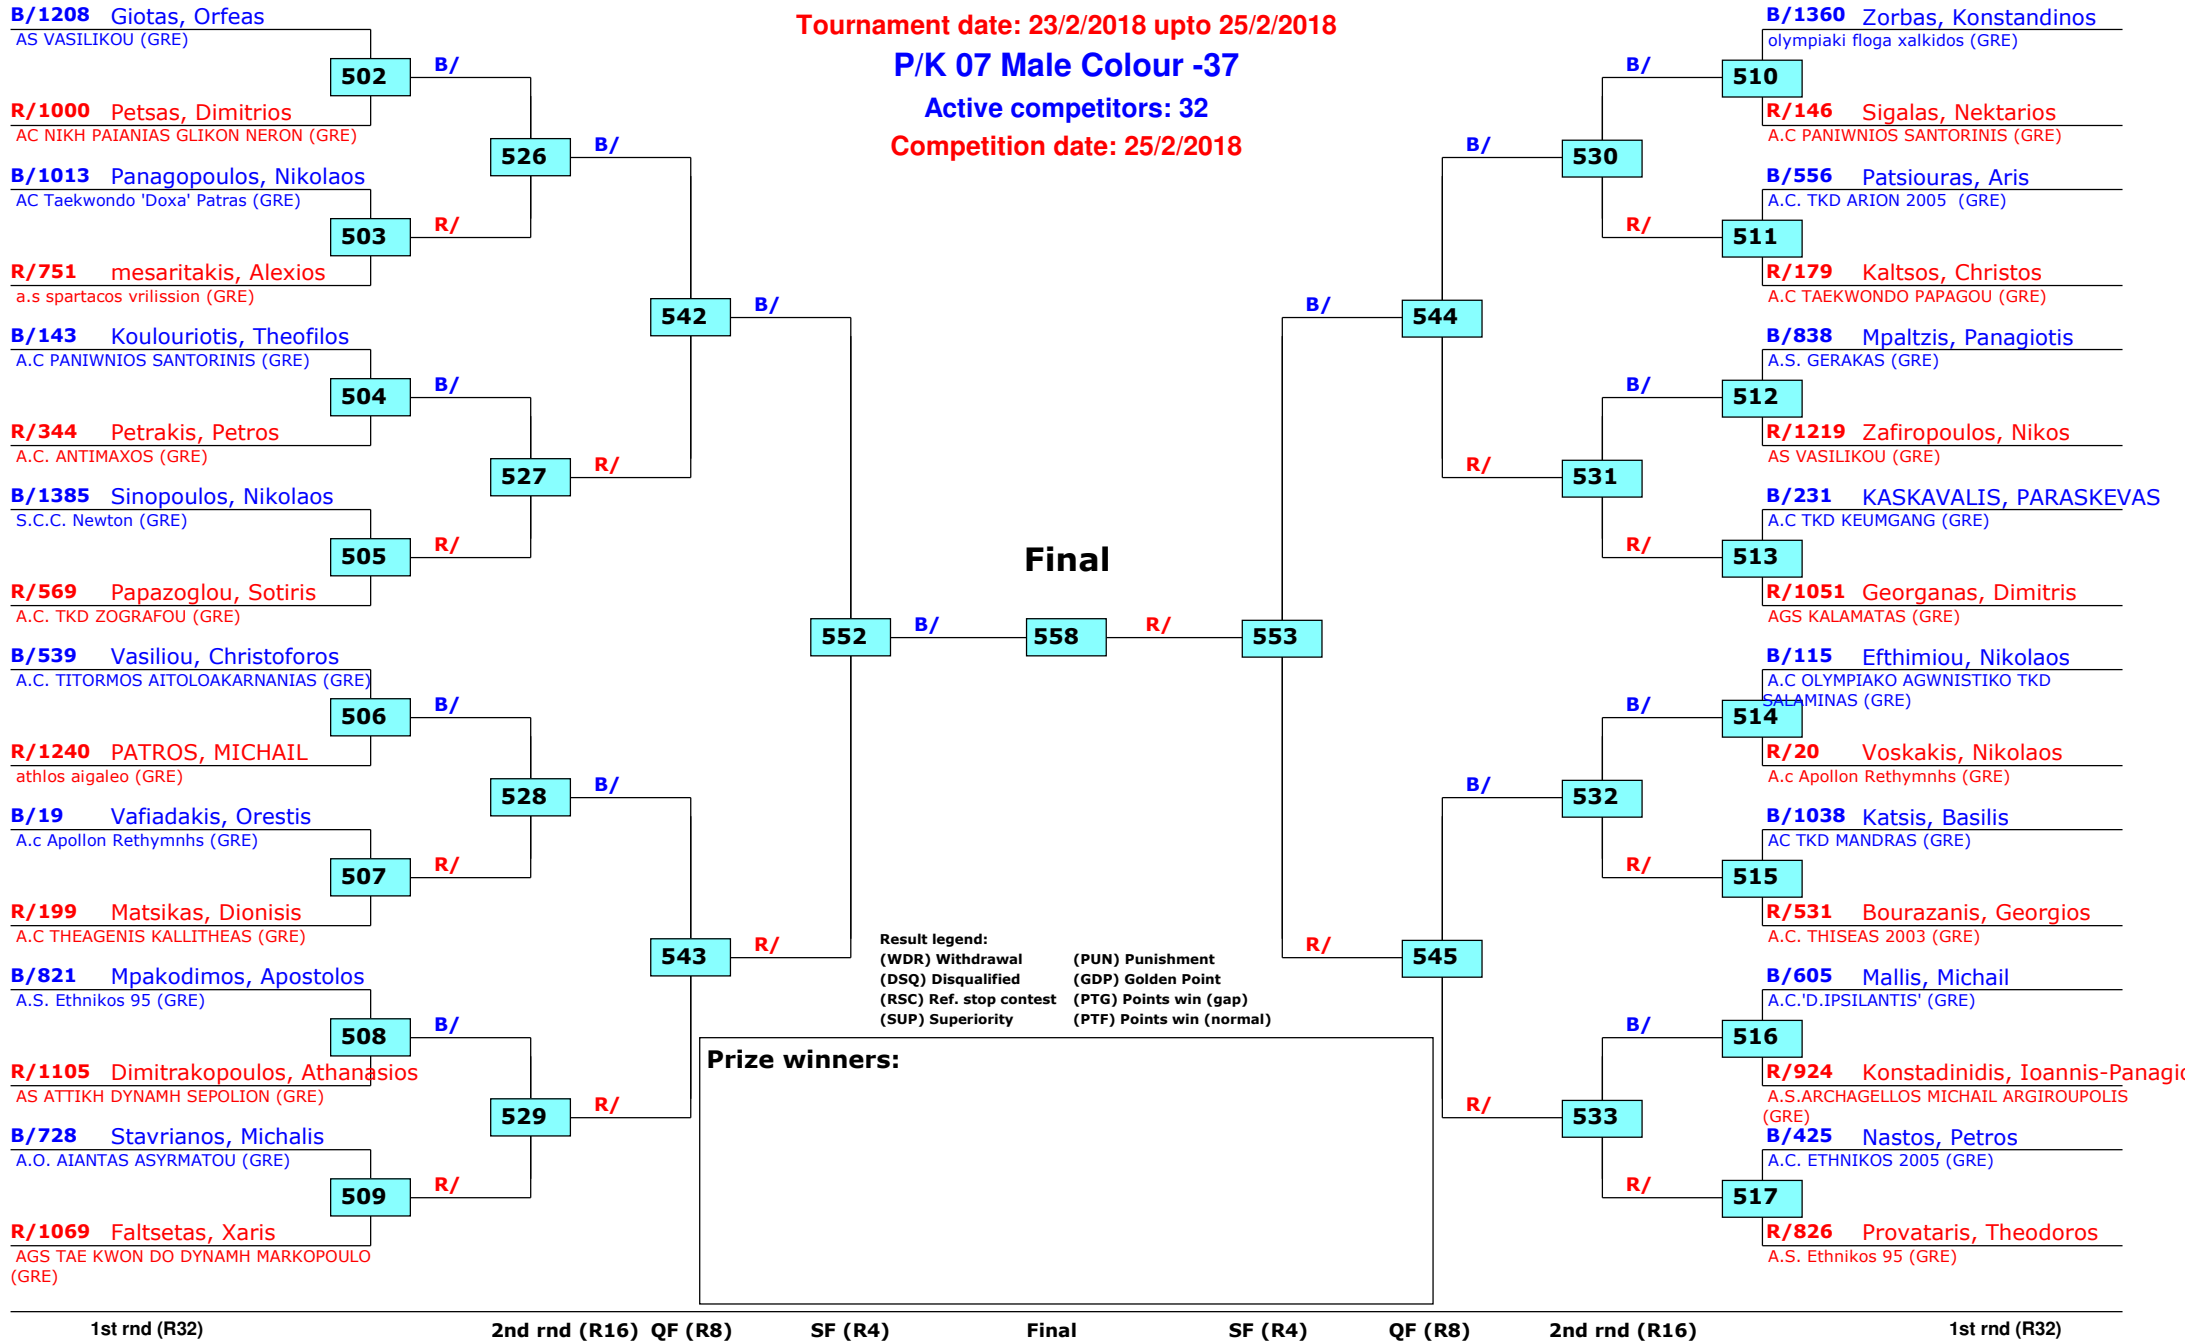 Tournament date: 23/2/2018 upto 25/2/2018
P/K 07 Male Colour -37
Active competitors: 32
Competition date: 25/2/2018
B/1208 Giotas, Orfeas
AS VASILIKOU (GRE)
502
B/
R/1000 Petsas, Dimitrios
AC NIKH PAIANIAS GLIKON NERON (GRE)
526
B/
B/1013 Panagopoulos, Nikolaos
AC Taekwondo 'Doxa' Patras (GRE)
503
R/
R/751 mesaritakis, Alexios
a.s spartacos vrilission (GRE)
542
B/
B/143 Koulouriotis, Theofilos
A.C PANIWNIOS SANTORINIS (GRE)
504
B/
R/344 Petrakis, Petros
A.C. ANTIMAXOS (GRE)
527
R/
B/1385 Sinopoulos, Nikolaos
S.C.C. Newton (GRE)
505
R/
R/569 Papazoglou, Sotiris
A.C. TKD ZOGRAFOU (GRE)
552
B/
B/539 Vasiliou, Christoforos
A.C. TITORMOS AITOLOAKARNANIAS (GRE)
506
B/
R/1240 PATROS, MICHAIL
athlos aigaleo (GRE)
528
B/
B/19 Vafiadakis, Orestis
A.c Apollon Rethymnhs (GRE)
507
R/
R/199 Matsikas, Dionisis
A.C THEAGENIS KALLITHEAS (GRE)
543
R/
B/821 Mpakodimos, Apostolos
A.S. Ethnikos 95 (GRE)
508
B/
R/1105 Dimitrakopoulos, Athanasios
AS ATTIKH DYNAMH SEPOLION (GRE)
529
R/
B/728 Stavrianos, Michalis
A.O. AIANTAS ASYRMATOU (GRE)
509
R/
R/1069 Faltsetas, Xaris
AGS TAE KWON DO DYNAMH MARKOPOULO
(GRE)
Final
558
R/
553
B/1360 Zorbas, Konstandinos
olympiaki floga xalkidos (GRE)
B/
510
R/146 Sigalas, Nektarios
A.C PANIWNIOS SANTORINIS (GRE)
B/
530
B/556 Patsiouras, Aris
A.C. TKD ARION 2005 (GRE)
R/
511
R/179 Kaltsos, Christos
A.C TAEKWONDO PAPAGOU (GRE)
B/
544
B/838 Mpaltzis, Panagiotis
A.S. GERAKAS (GRE)
B/
512
R/1219 Zafiropoulos, Nikos
AS VASILIKOU (GRE)
R/
531
B/231 KASKAVALIS, PARASKEVAS
A.C TKD KEUMGANG (GRE)
R/
513
R/1051 Georganas, Dimitris
AGS KALAMATAS (GRE)
B/115 Efthimiou, Nikolaos
A.C OLYMPIAKO AGWNISTIKO TKD
SALAMINAS (GRE)
B/
514
R/20 Voskakis, Nikolaos
A.c Apollon Rethymnhs (GRE)
B/
532
B/1038 Katsis, Basilis
AC TKD MANDRAS (GRE)
R/
515
R/531 Bourazanis, Georgios
A.C. THISEAS 2003 (GRE)
R/
545
B/605 Mallis, Michail
A.C.'D.IPSILANTIS' (GRE)
B/
516
R/924 Konstadinidis, Ioannis-Panagio
A.S.ARCHAGELLOS MICHAIL ARGIROUPOLIS
(GRE)
R/
533
B/425 Nastos, Petros
A.C. ETHNIKOS 2005 (GRE)
R/
517
R/826 Provataris, Theodoros
A.S. Ethnikos 95 (GRE)
Result legend:
(WDR) Withdrawal (PUN) Punishment
(DSQ) Disqualified (GDP) Golden Point
(RSC) Ref. stop contest (PTG) Points win (gap)
(SUP) Superiority (PTF) Points win (normal)
Prize winners:
1st rnd (R32) 2nd rnd (R16) QF (R8) SF (R4) Final SF (R4) QF (R8) 2nd rnd (R16) 1st rnd (R32)